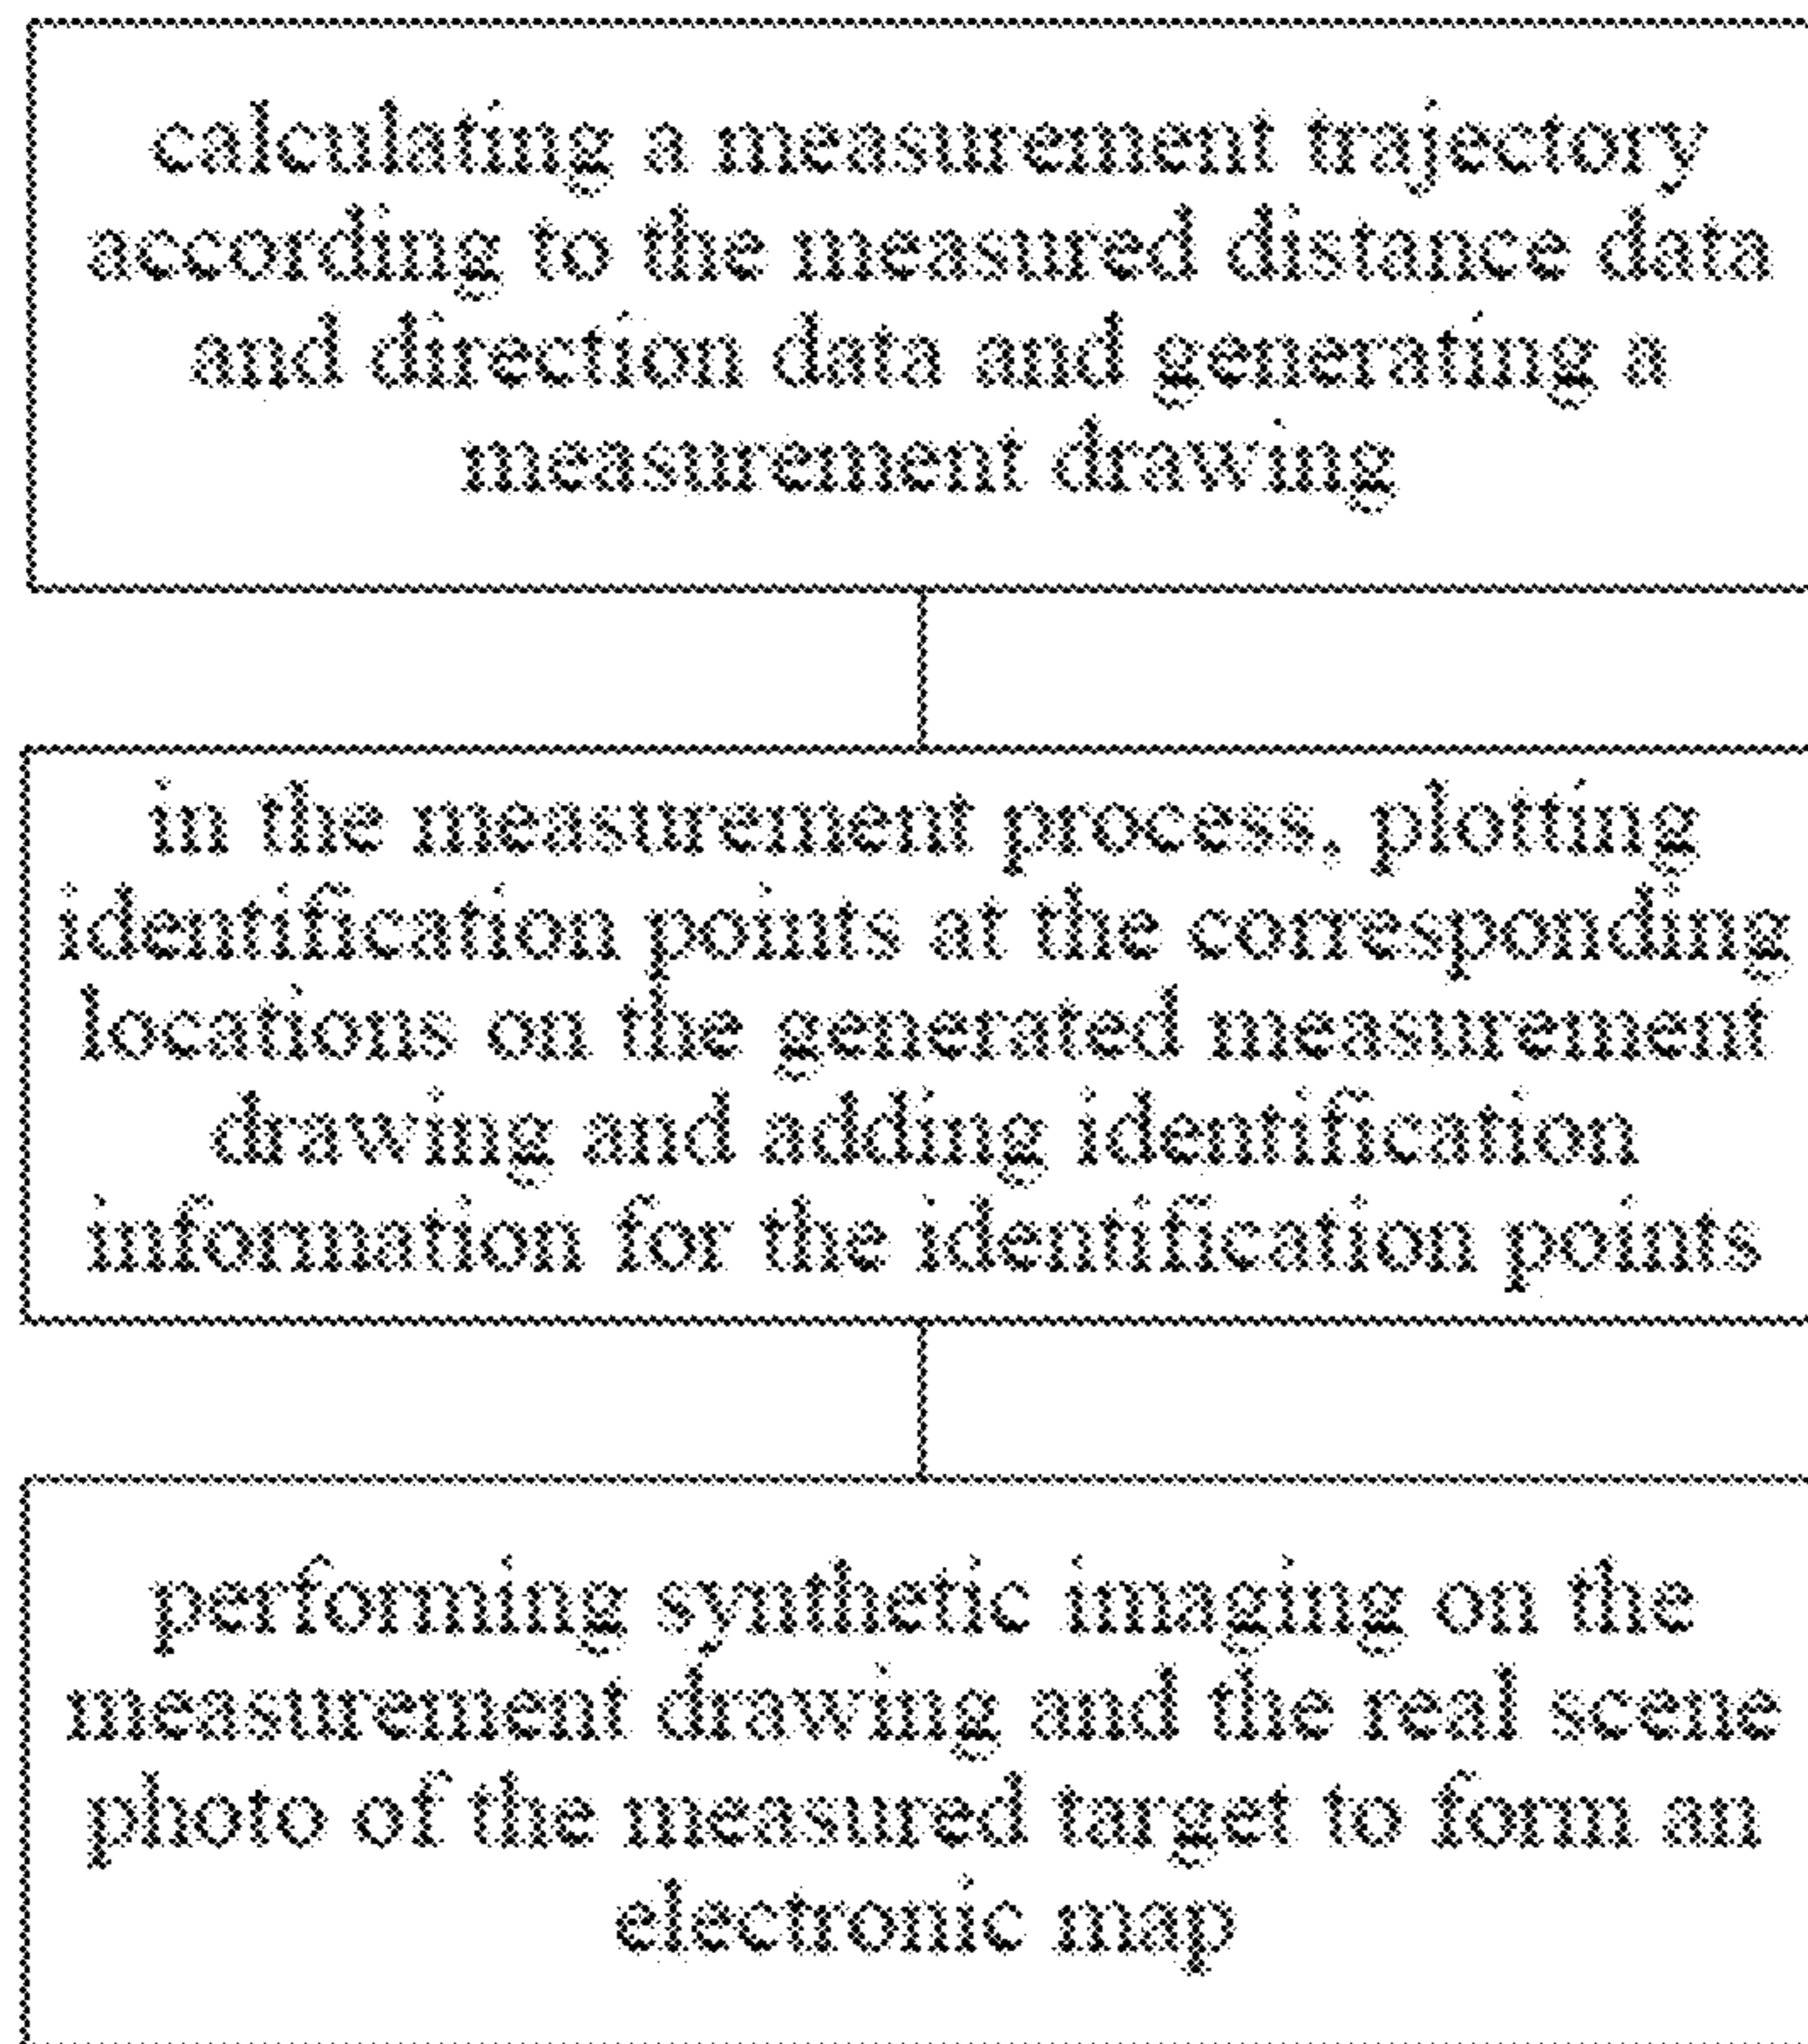 calculating a measurement trajectory
according to the measured distance data
and direction data and generating a
measurement drawing
in the measurement process, plotting
identification points at the corresponding
locations on the generated measurement
drawing and adding identification
information for the identification points
performing synthetic imaging on the
measurement drawing and the real scene
photo of the measured target to form an
electronic map